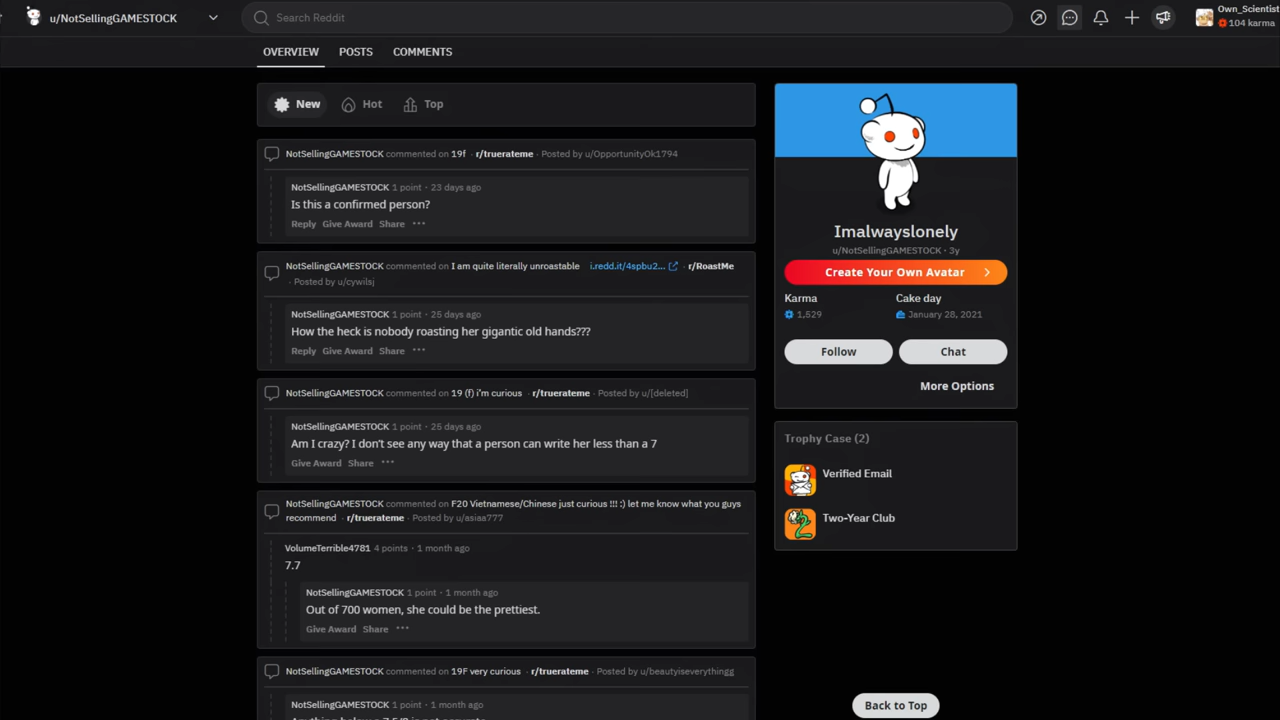 u/NotSellingGAMESTOCK
Search Reddit
Own_Scientist
104 karma
OVERVIEW POSTS COMMENTS
New Hot Top
NotSellingGAMESTOCK commented on 19f · r/truerateme · Posted by u/OpportunityOk1794
NotSellingGAMESTOCK 1 point · 23 days ago
Is this a confirmed person?
Reply Give Award Share ···
NotSellingGAMESTOCK commented on I am quite literally unroastable i.redd.it/4spbu2... · r/RoastMe
· Posted by u/cywilsj
NotSellingGAMESTOCK 1 point · 25 days ago
How the heck is nobody roasting her gigantic old hands???
Reply Give Award Share ···
NotSellingGAMESTOCK commented on 19 (f) i'm curious · r/truerateme · Posted by u/[deleted]
NotSellingGAMESTOCK 1 point · 25 days ago
Am I crazy? I don't see any way that a person can write her less than a 7
Give Award Share ···
NotSellingGAMESTOCK commented on F20 Vietnamese/Chinese just curious !!! :) let me know what you guys
recommend · r/truerateme · Posted by u/asiaa777
VolumeTerrible4781 4 points · 1 month ago
7.7
NotSellingGAMESTOCK 1 point · 1 month ago
Out of 700 women, she could be the prettiest.
Give Award Share ···
NotSellingGAMESTOCK commented on 19F very curious · r/truerateme · Posted by u/beautyiseverythingg
NotSellingGAMESTOCK 1 point · 1 month ago
Imalwayslonely
u/NotSellingGAMESTOCK · 3y
Create Your Own Avatar
Karma Cake day
1,529 January 28, 2021
Follow Chat
More Options
Trophy Case (2)
Verified Email
Two-Year Club
Back to Top